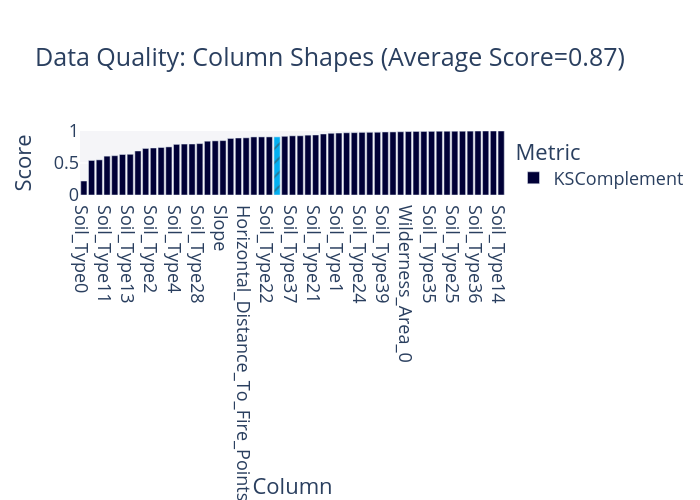 Data Quality: Column Shapes (Average Score=0.87)
Score
1
0.5
0
Metric
KSComplement
Soil_Type0
Soil_Type11
Soil_Type13
Soil_Type2
Soil_Type4
Soil_Type28
Slope
Horizontal_Distance_To_Fire_Points
Soil_Type22
Soil_Type37
Soil_Type21
Soil_Type1
Soil_Type24
Soil_Type39
Wilderness_Area_0
Soil_Type35
Soil_Type25
Soil_Type36
Soil_Type14
Column